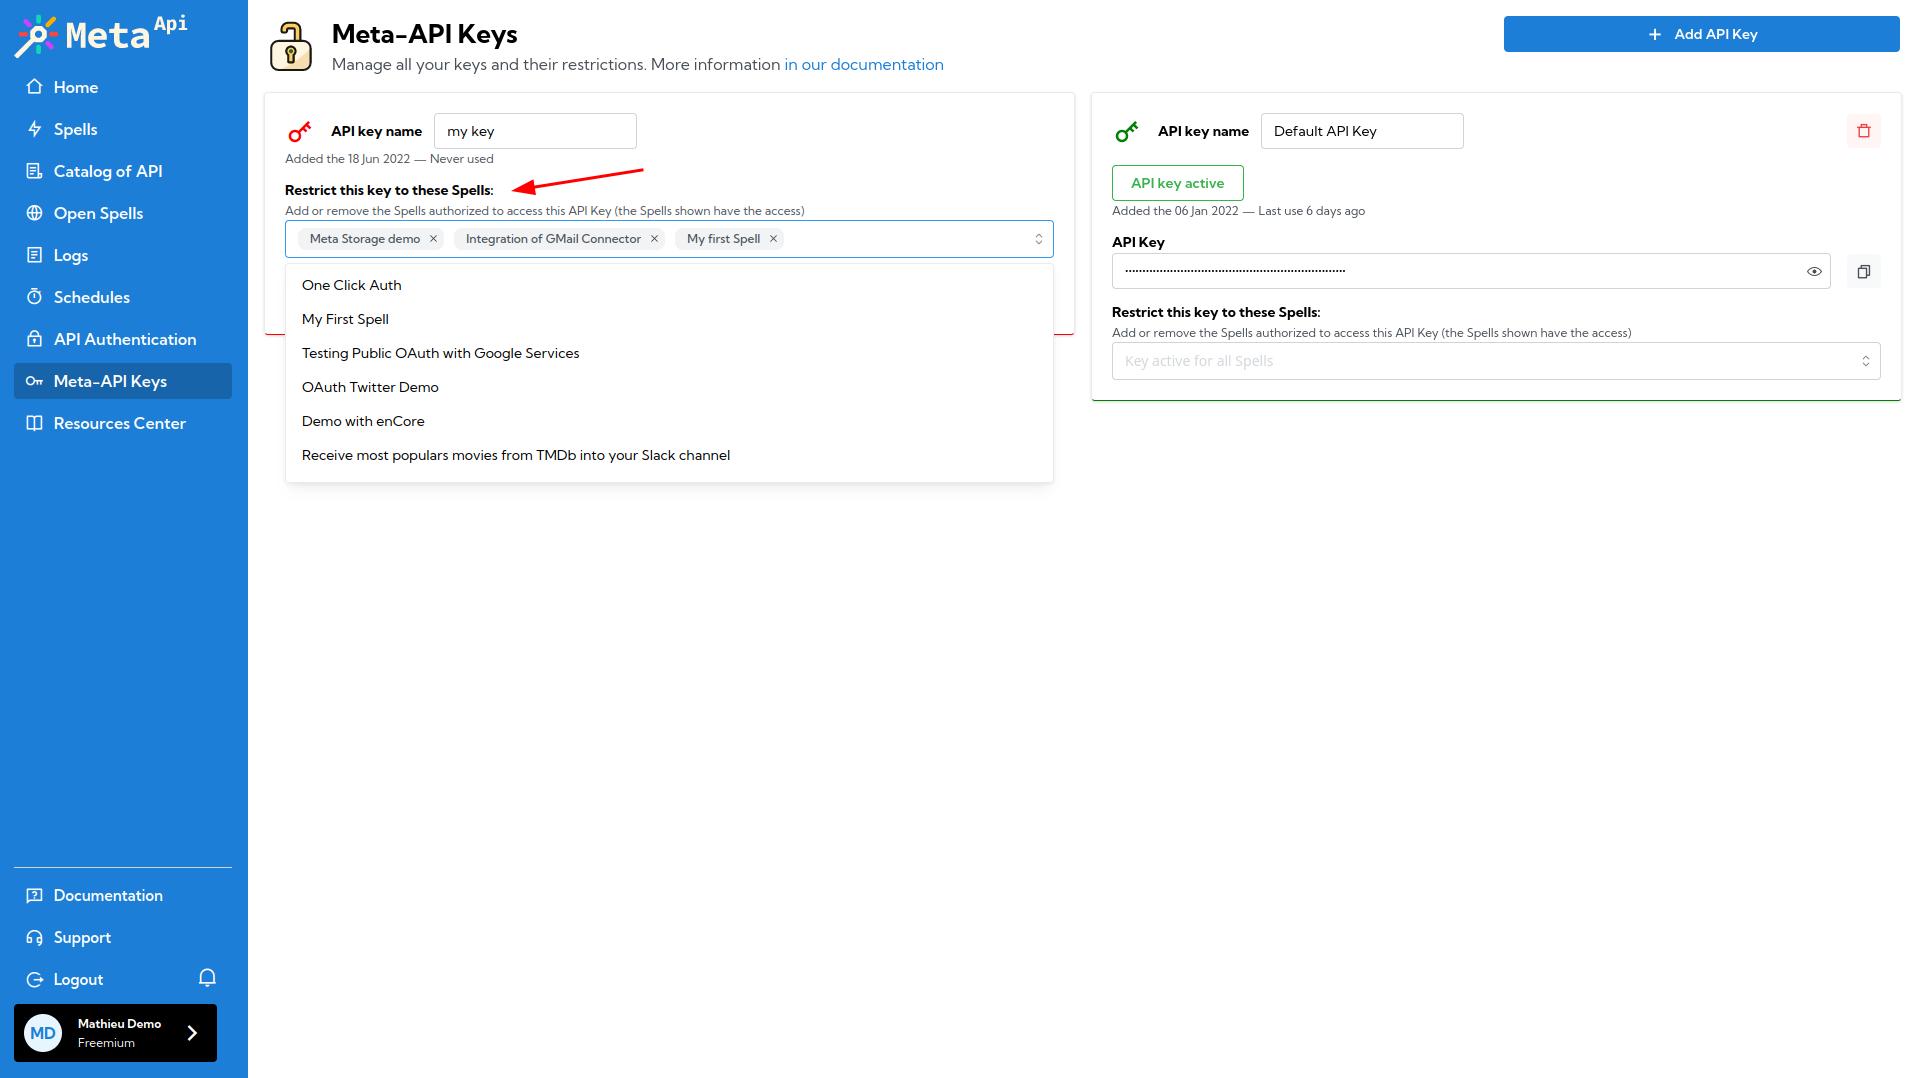 Meta Api
Home
Spells
Catalog of API
Open Spells
Logs
Schedules
API Authentication
Meta-API Keys
Resources Center
Documentation
Support
Logout
MD
Mathieu Demo
Freemium
Meta-API Keys
Manage all your keys and their restrictions. More information in our documentation
Add API Key
API key name my key
Added the 18 Jun 2022 — Never used
Restrict this key to these Spells:
Add or remove the Spells authorized to access this API Key (the Spells shown have the access)
Meta Storage demo Integration of GMail Connector My first Spell
One Click Auth
My First Spell
Testing Public OAuth with Google Services
OAuth Twitter Demo
Demo with enCore
Receive most populars movies from TMDb into your Slack channel
API key name Default API Key
API key active
Added the 06 Jan 2022 — Last use 6 days ago
API Key
Restrict this key to these Spells:
Add or remove the Spells authorized to access this API Key (the Spells shown have the access)
Key active for all Spells